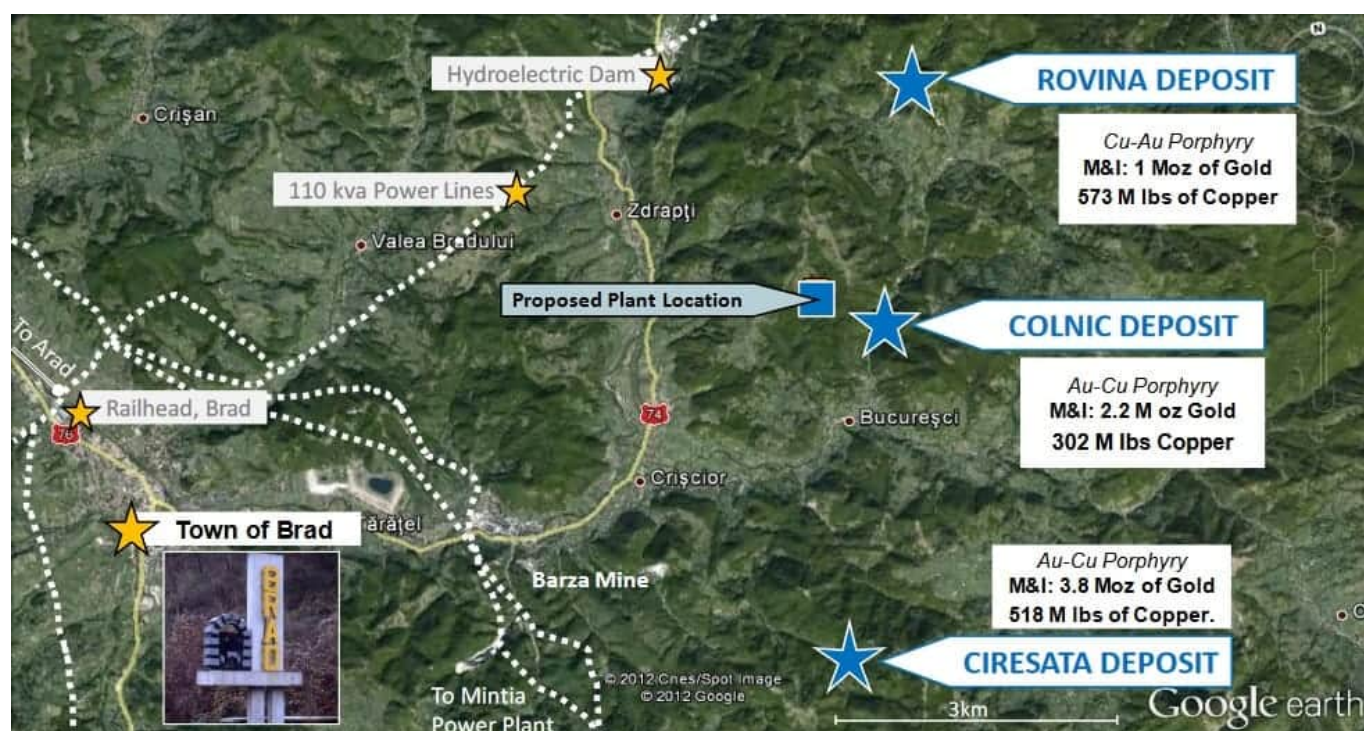 N
Hydroelectric Dam
ROVINA DEPOSIT
Crişan
Cu-Au Porphyry
M&I: 1 Moz of Gold
573 M lbs of Copper
110 kva Power Lines
Zdrapţi
Valea Bradului
Proposed Plant Location
COLNIC DEPOSIT
To Arad
Au-Cu Porphyry
M&I: 2.2 M oz Gold
302 M lbs Copper
Railhead, Brad
74
Bucureşci
Crişcior
Town of Brad
ărăţel
Barza Mine
Au-Cu Porphyry
M&I: 3.8 Moz of Gold
518 M lbs of Copper.
CIRESATA DEPOSIT
© 2012 Cnes/Spot Image
© 2012 Google
To Mintia
Power Plant
3km
Google earth